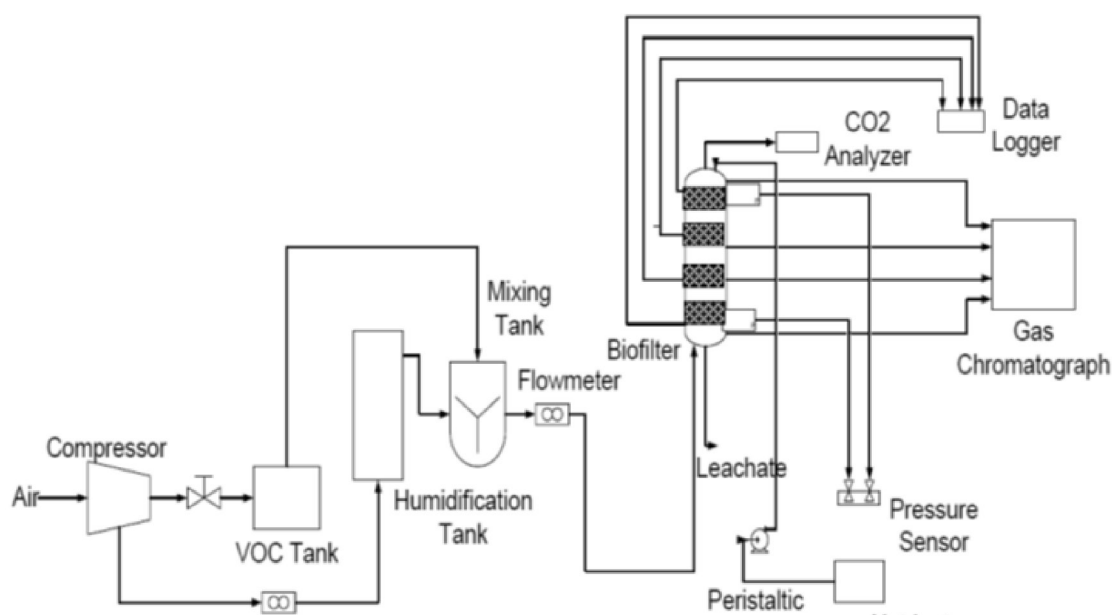 Data
Logger
CO2
Analyzer
Mixing
Tank
Gas
Chromatograph
Biofilter
Flowmeter
Compressor
Leachate
Air
Humidification
Tank
Pressure
Sensor
VOC Tank
Peristaltic